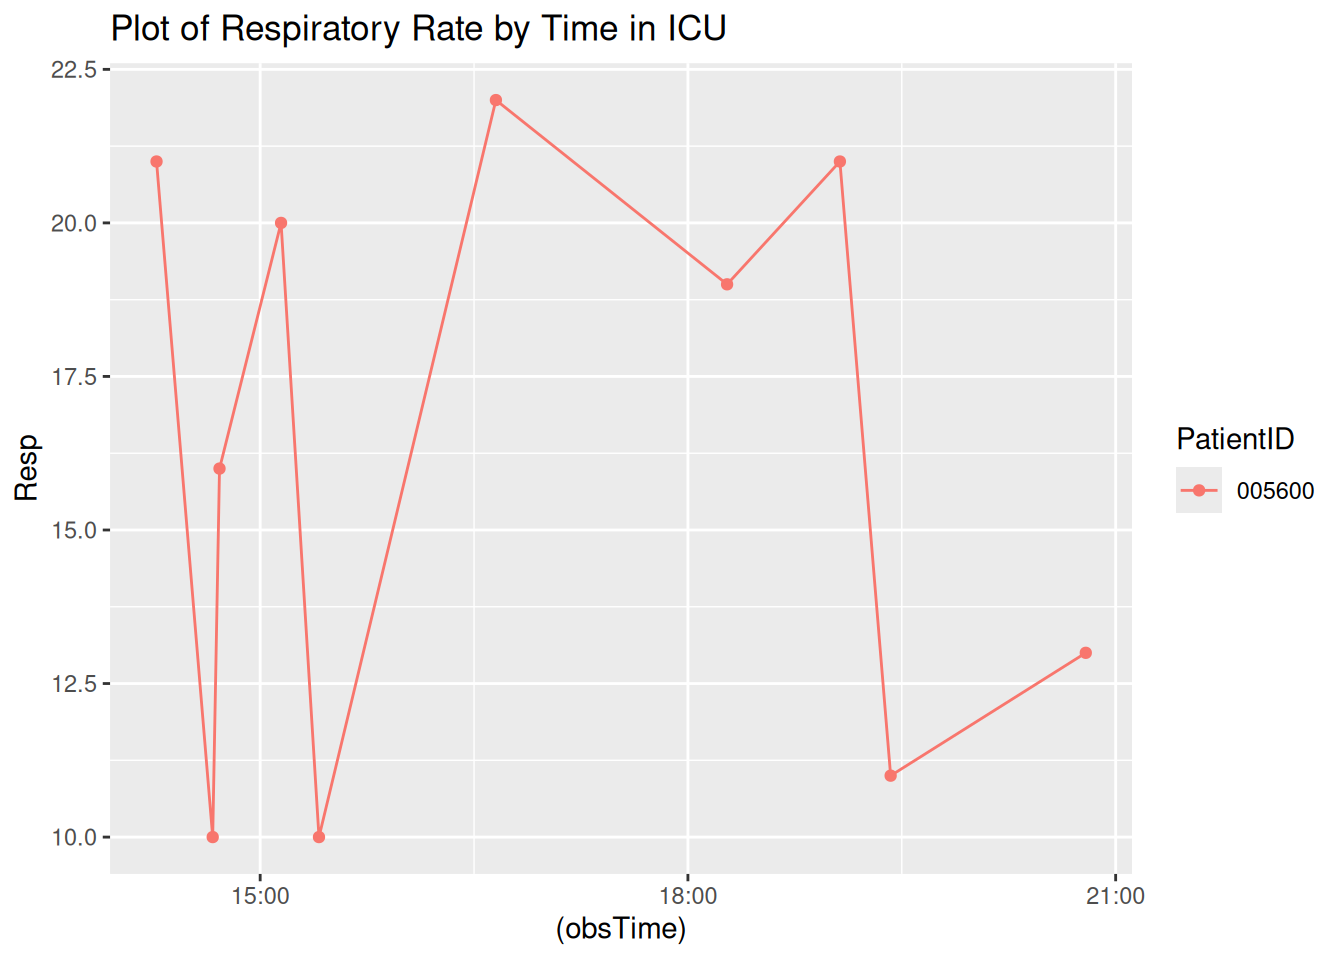 Plot of Respiratory Rate by Time in ICU
22.5
20.0
17.5
15.0
12.5
10.0
Resp
15:00
18:00
21:00
(obsTime)
PatientID
005600